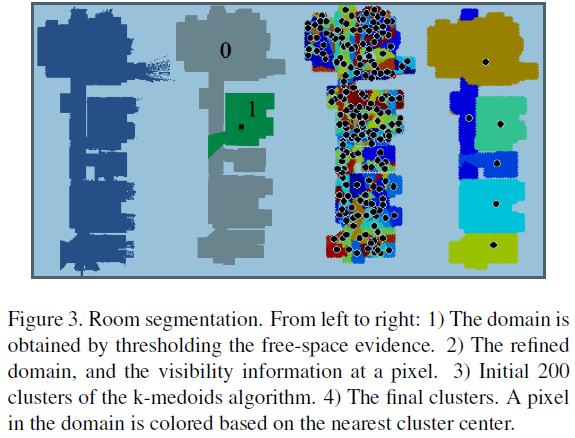 0
1
Figure 3. Room segmentation. From left to right: 1) The domain is
obtained by thresholding the free-space evidence. 2) The refined
domain, and the visibility information at a pixel. 3) Initial 200
clusters of the k-medoids algorithm. 4) The final clusters. A pixel
in the domain is colored based on the nearest cluster center.